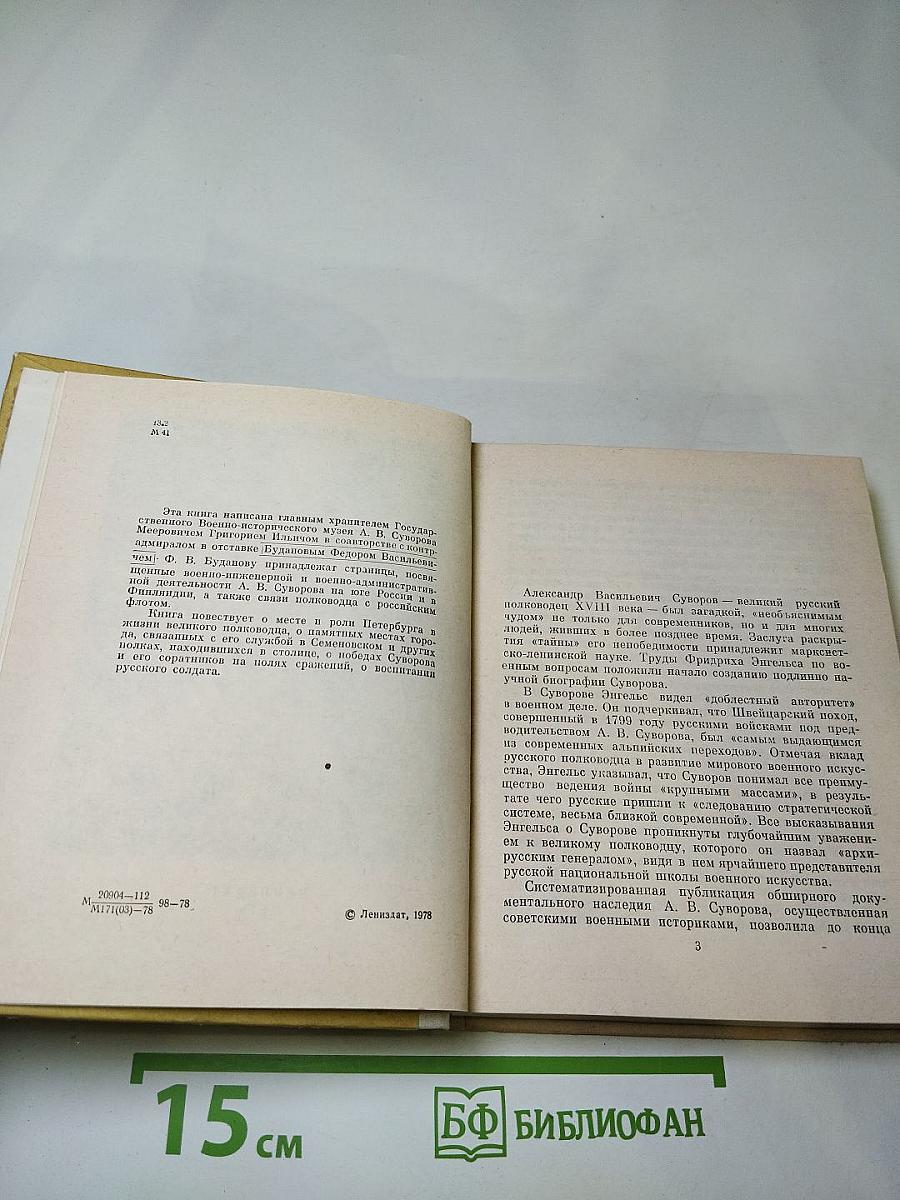 13.2
М 41
Эта книга написана главным хранителем Государ-
ственного Военно-исторического музея А. В. Суворова
Мееровичем Григорием Ильичом в соавторстве с контр-
адмиралом в отставке Будановым Федором Васильеви-
чем. Ф. В. Буданову принадлежат страницы, посвя-
щенные военно-инженерной и военно-административ-
ной деятельности А. В. Суворова на юге России и в
Финляндии, а также связи полководца с российским
флотом.
Книга повествует о месте и роли Петербурга в
жизни великого полководца, о памятных местах горо-
да, связанных с его службой в Семеновском и других
полках, находившихся в столице, о победах Суворова
и его соратников на полях сражений, о воспитании
русского солдата.
М 20904—112
М171(03)—78 98—78
© Лениздат, 1978
Александр Васильевич Суворов — великий русский
полководец XVIII века — был загадкой, «необъяснимым
чудом» не только для современников, но и для многих
людей, живших в более позднее время. Заслуга раскры-
тия «тайны» его непобедимости принадлежит марксист-
ско-ленинской науке. Труды Фридриха Энгельса по во-
енным вопросам положили начало созданию подлинно на-
учной биографии Суворова.
В Суворове Энгельс видел «доблестный авторитет»
в военном деле. Он подчеркивал, что Швейцарский поход,
совершенный в 1799 году русскими войсками под пред-
водительством А. В. Суворова, был «самым выдающимся
из современных альпийских переходов». Отмечая вклад
русского полководца в развитие мирового военного искус-
ства, Энгельс указывал, что Суворов понимал все преиму-
щество ведения войны «крупными массами», в резуль-
тате чего русские пришли к «следованию стратегической
системе, весьма близкой современной». Все высказывания
Энгельса о Суворове проникнуты глубочайшим уважени-
ем к великому полководцу, которого он назвал «архи-
русским генералом», видя в нем ярчайшего представителя
русской национальной школы военного искусства.
Систематизированная публикация обширного доку-
ментального наследия А. В. Суворова, осуществленная
советскими военными историками, позволила до конца
3
15 см
БФ БИБЛИОФАН